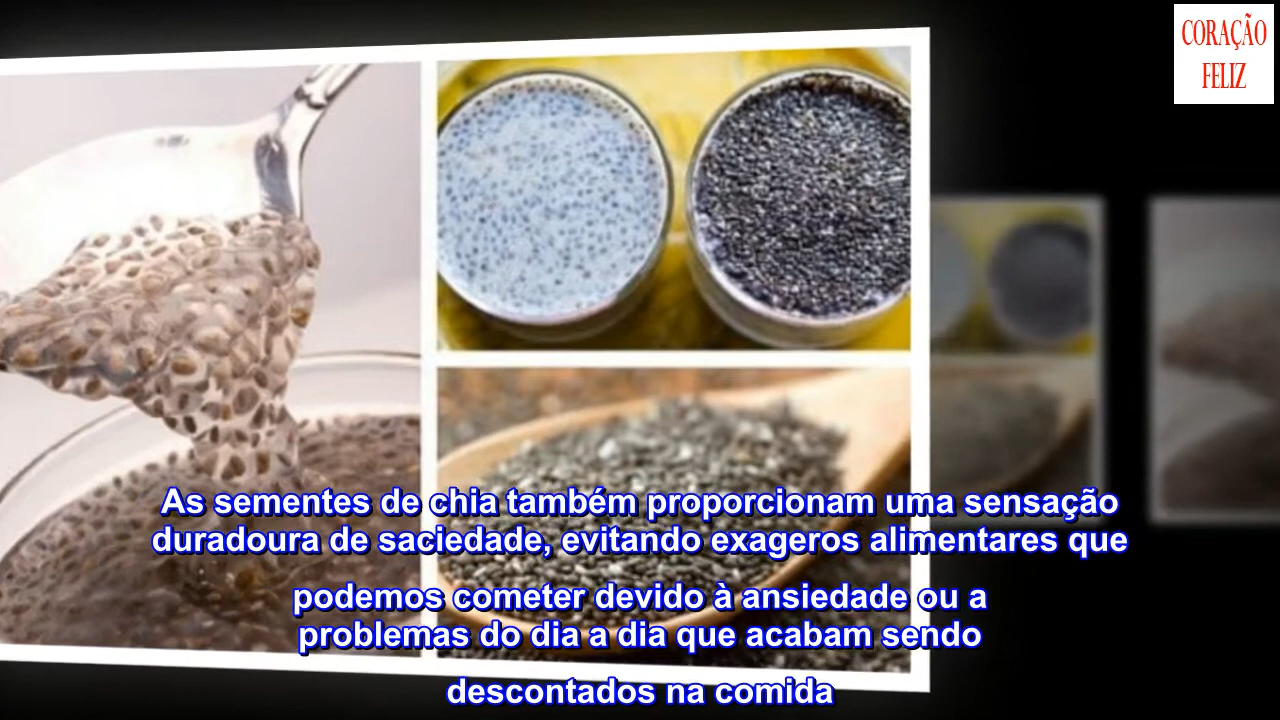 CORAÇÃO
FELIZ
As sementes de chia também proporcionam uma sensação
duradoura de saciedade, evitando exageros alimentares que
podemos cometer devido à ansiedade ou a
problemas do dia a dia que acabam sendo
descontados na comida